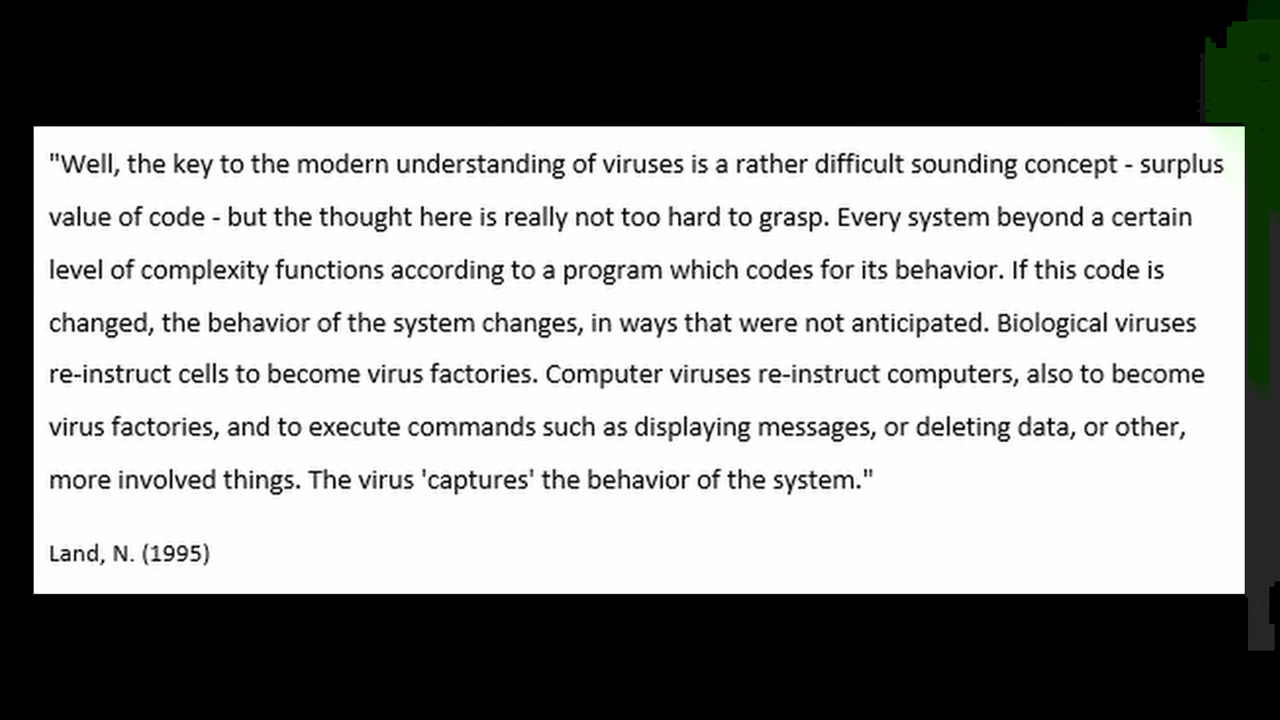 "Well, the key to the modern understanding of viruses is a rather difficult sounding concept - surplus
value of code - but the thought here is really not too hard to grasp. Every system beyond a certain
level of complexity functions according to a program which codes for its behavior. If this code is
changed, the behavior of the system changes, in ways that were not anticipated. Biological viruses
re-instruct cells to become virus factories. Computer viruses re-instruct computers, also to become
virus factories, and to execute commands such as displaying messages, or deleting data, or other,
more involved things. The virus 'captures' the behavior of the system."
Land, N. (1995)